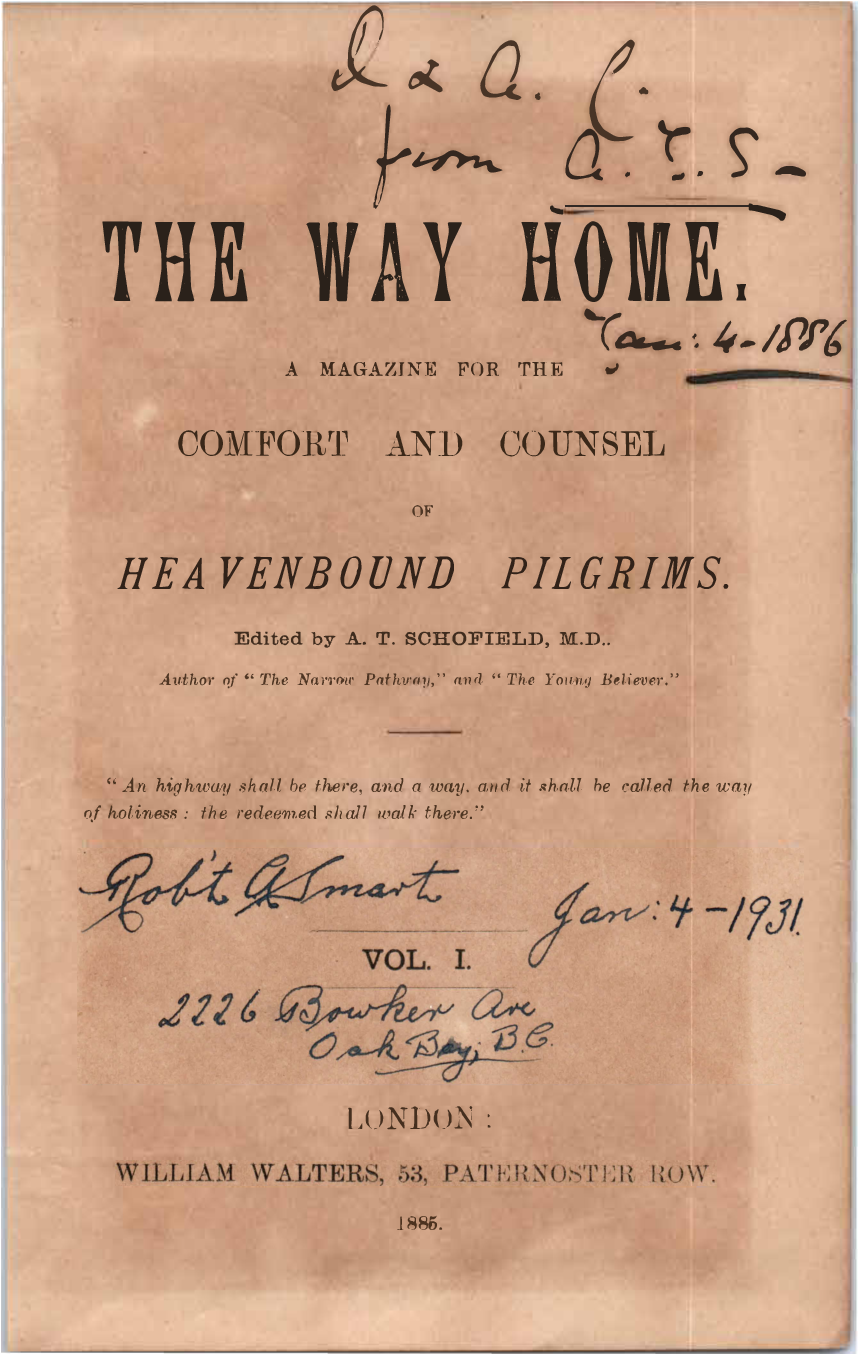 D & A. C.
from A. T. S -
THE WAY HOME.
Jan: 4-1886
A MAGAZINE FOR THE
COMFORT AND COUNSEL
OF
HEAVENBOUND PILGRIMS.
Edited by A. T. SCHOFIELD, M.D..
Author of “ The Narrow Pathway,” and “ The Young Believer.”
“ An highway shall be there, and a way, and it shall be called the way
of holiness : the redeemed shall walk there.”
Rob't A Smart
Jan: 4-1931.
VOL. I.
2226 Bowker Ave
Oak Bay, B.C.
LONDON :
WILLIAM WALTERS, 53, PATERNOSTER ROW.
1885.